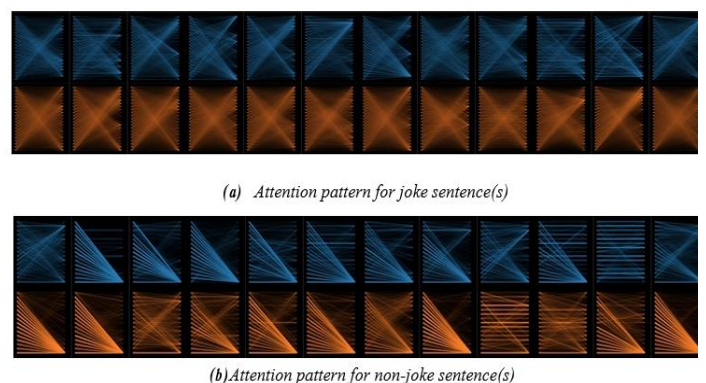 (a) Attention pattern for joke sentence(s)
(b)Attention pattern for non-joke sentence(s)